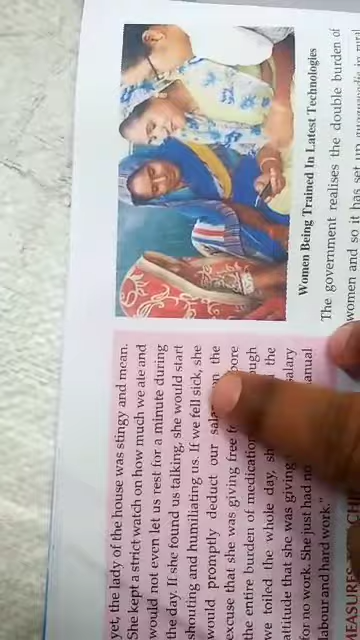 yet, the lady of the house was stingy and mean.
She kept a strict watch on how much we ate and
would not even let us rest for a minute during
the day. If she found us talking, she would start
shouting and humiliating us. If we fell sick, she
would promptly deduct our the
excuse that she was giving free
the entire burden of medication
we toiled the whole day, the
attitude that she was giving
for no work. She just had no
labour and hard work."
Women Being Trained In Latest Technologies
The government realises the double burden of
women and so it has set up in rural